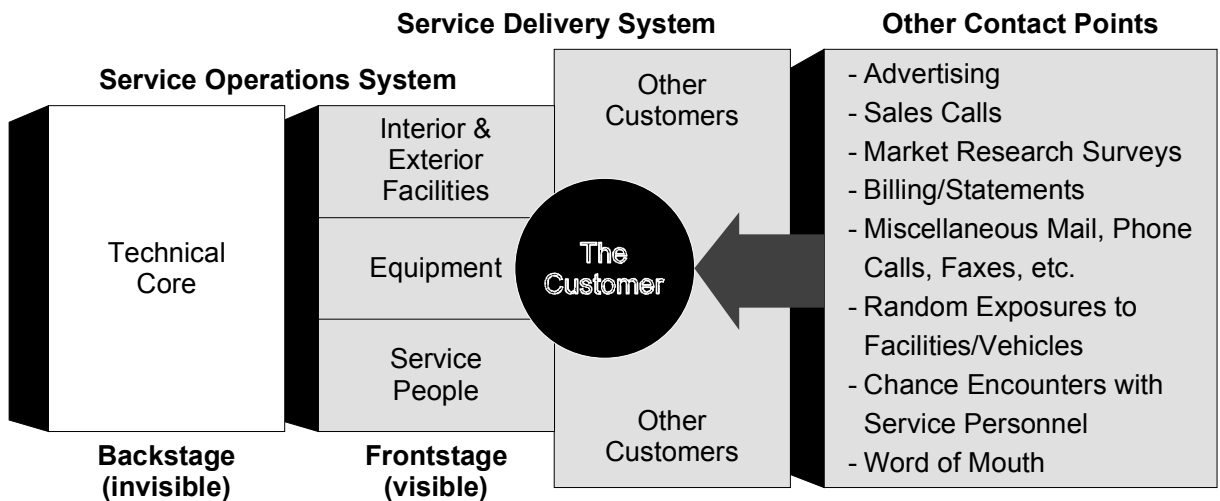 Service Delivery System
Other Contact Points
Service Operations System
Technical
Core
Backstage
(invisible)
Interior &
Exterior
Facilities
Equipment
Service
People
Frontstage
(visible)
Other
Customers
The
Customer
Other
Customers
- Advertising
- Sales Calls
- Market Research Surveys
- Billing/Statements
- Miscellaneous Mail, Phone
Calls, Faxes, etc.
- Random Exposures to
Facilities/Vehicles
- Chance Encounters with
Service Personnel
- Word of Mouth